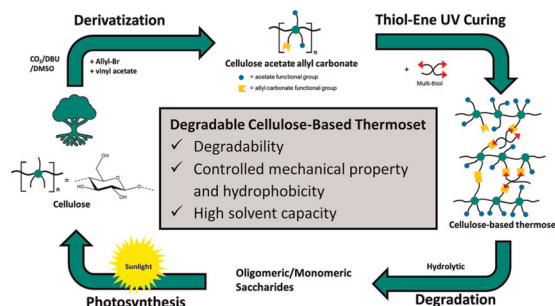 Derivatization
CO₂/DBU
/DMSO
+ Allyl-Br
+ vinyl acetate
n
Cellulose acetate allyl carbonate
= acetate functional group
= allyl carbonate functional group
Thiol-Ene UV Curing
+
Multi-thiol
n
=
Cellulose
OH
HO
OH
O
O
Degradable Cellulose-Based Thermoset
✓ Degradability
✓ Controlled mechanical property
and hydrophobicity
✓ High solvent capacity
Cellulose-based thermose
Sunlight
Photosynthesis
Oligomeric/Monomeric
Saccharides
Hydrolytic
Degradation